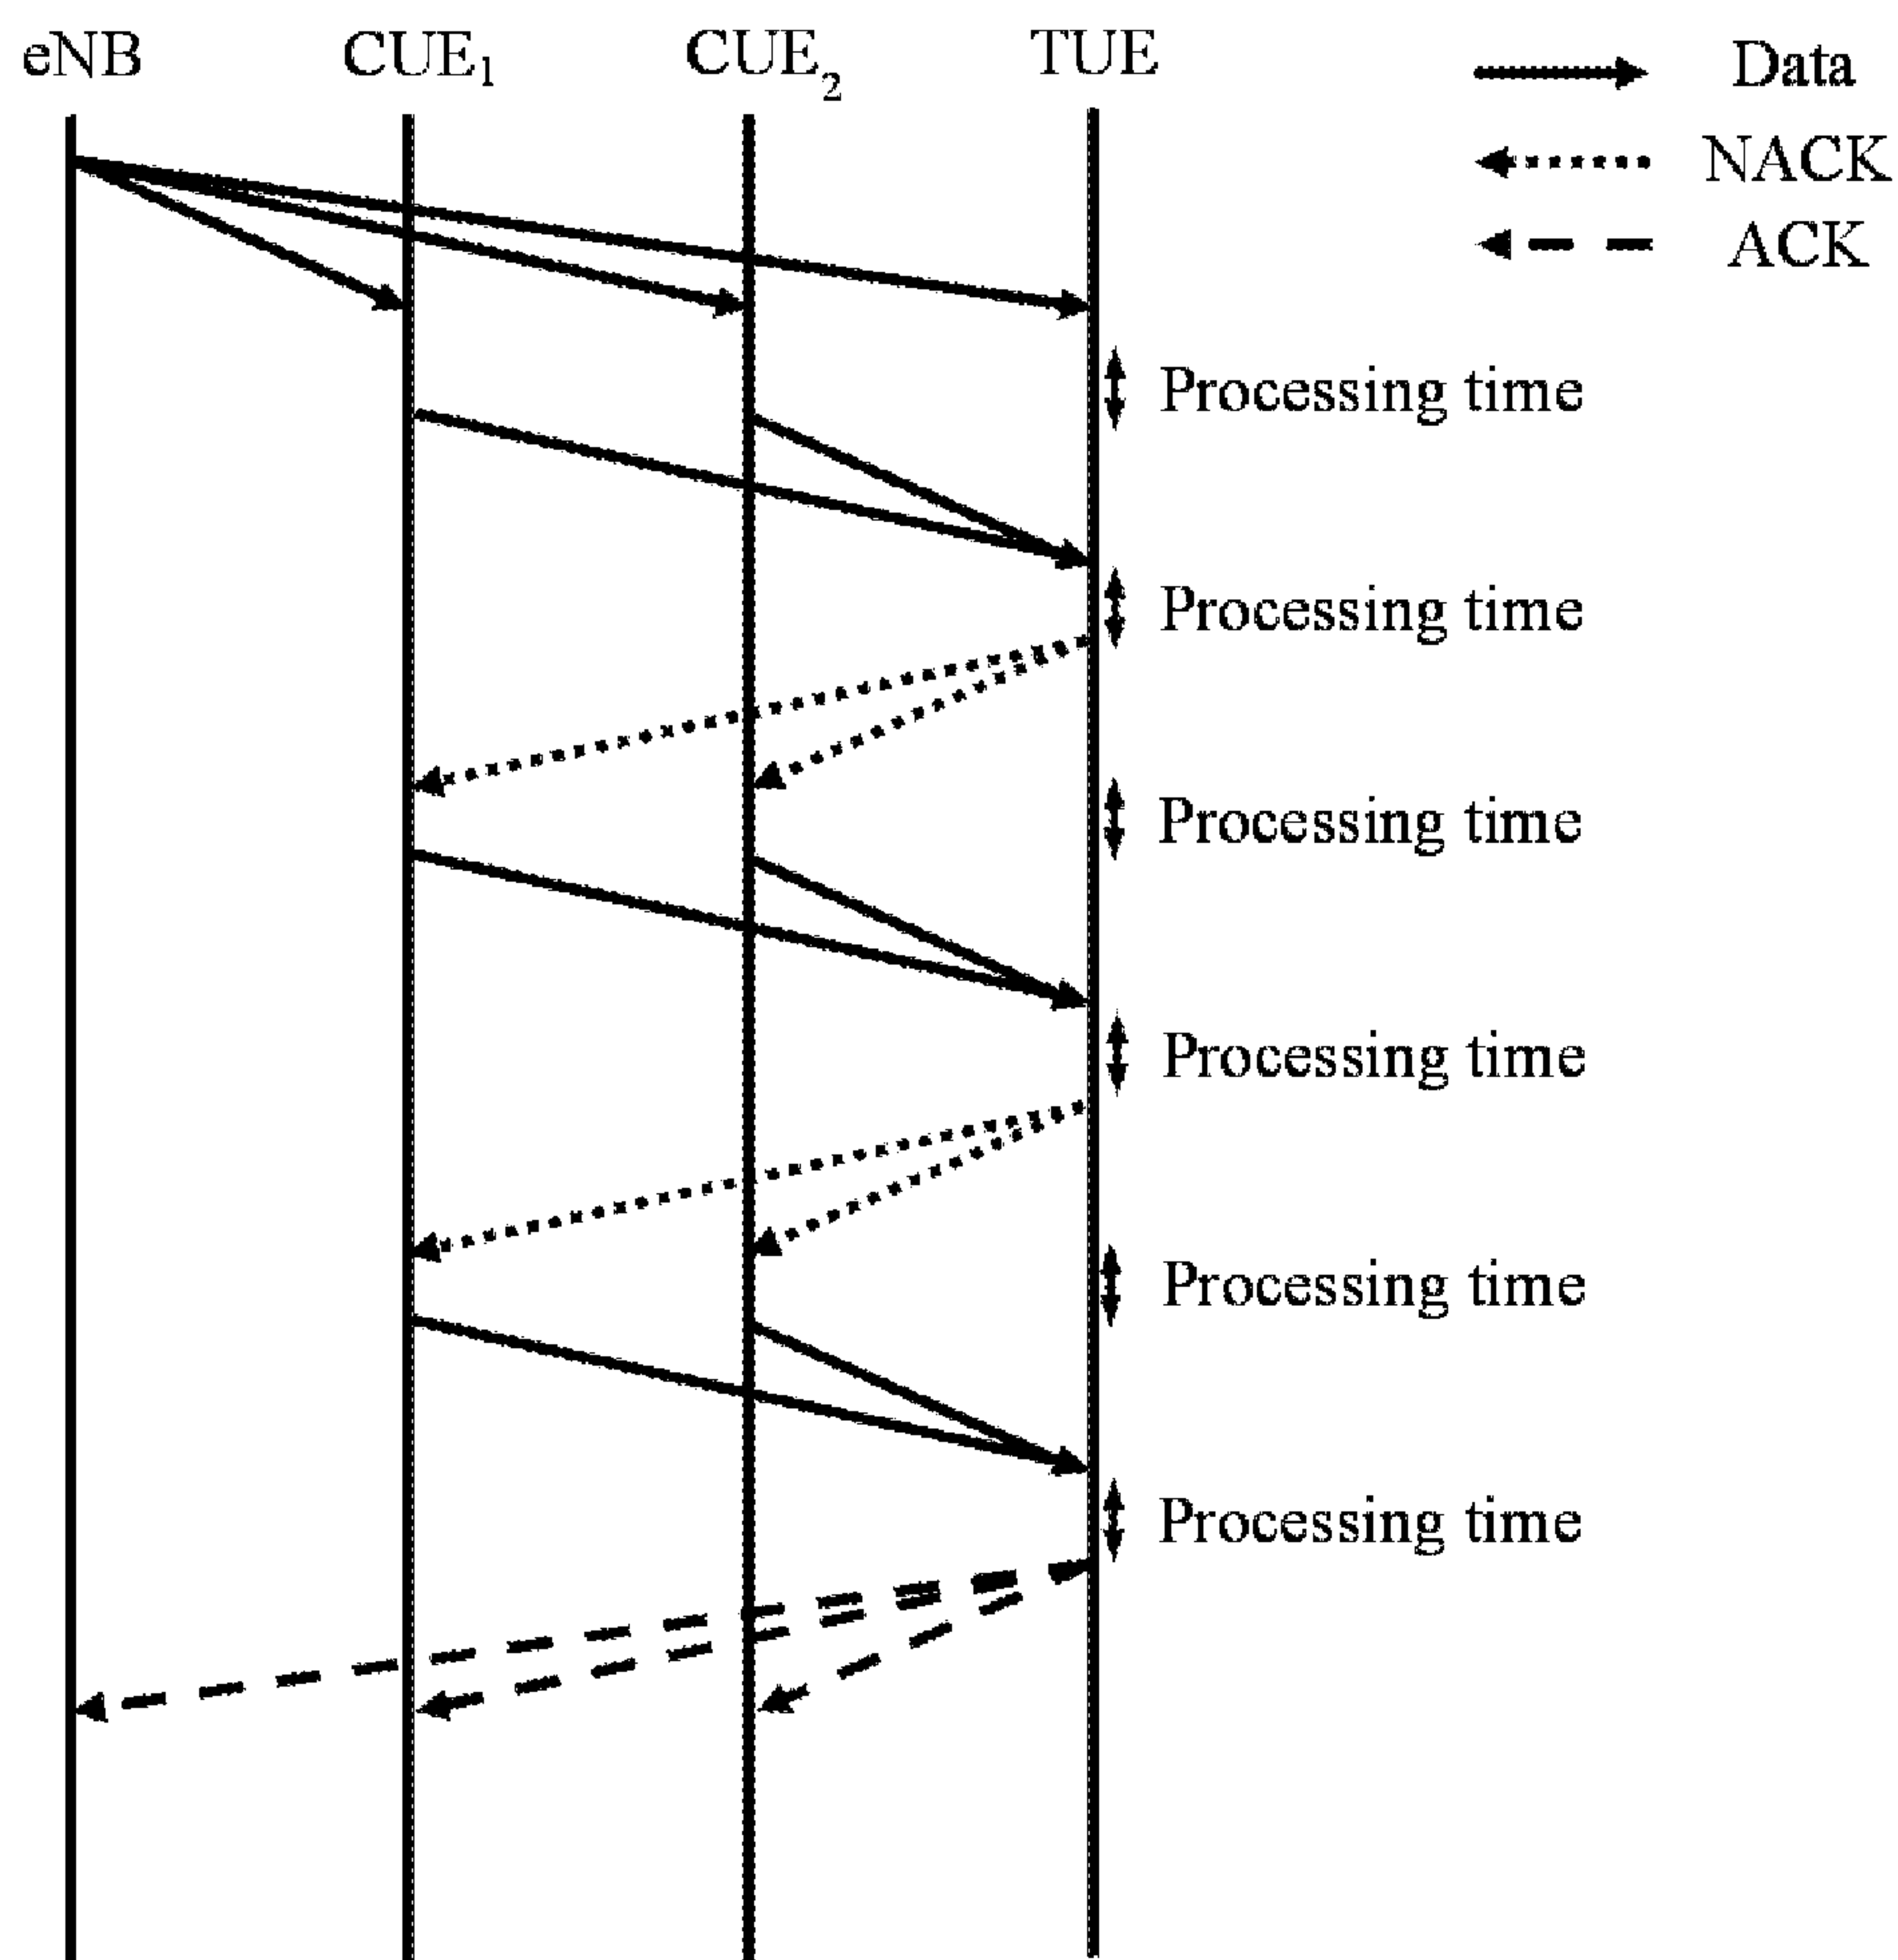 eNB CUE₁ CUE₂ TUE Data
NACK
ACK
Processing time
Processing time
Processing time
Processing time
Processing time
Processing time